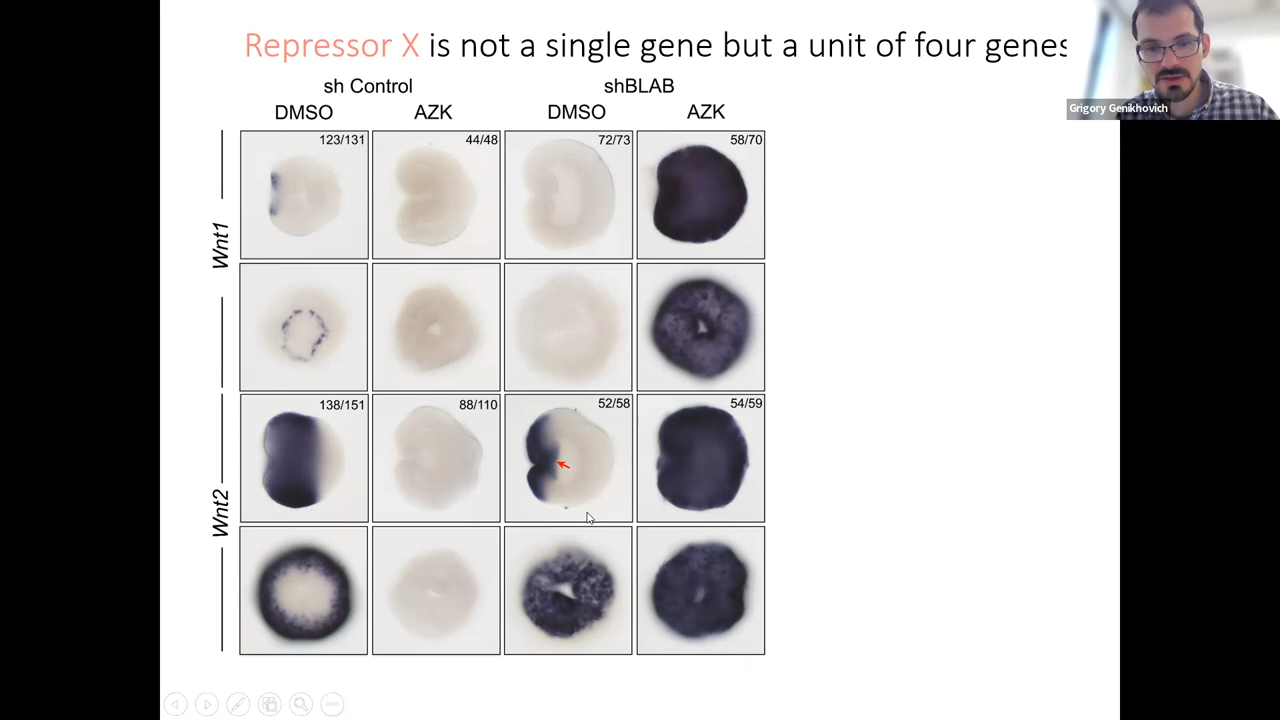 Repressor X is not a single gene but a unit of four genes
Grigory Genikhovich
sh Control
shBLAB
DMSO
AZK
DMSO
AZK
Wnt1
123/131
44/48
72/73
58/70
Wnt2
138/151
88/110
52/58
54/59